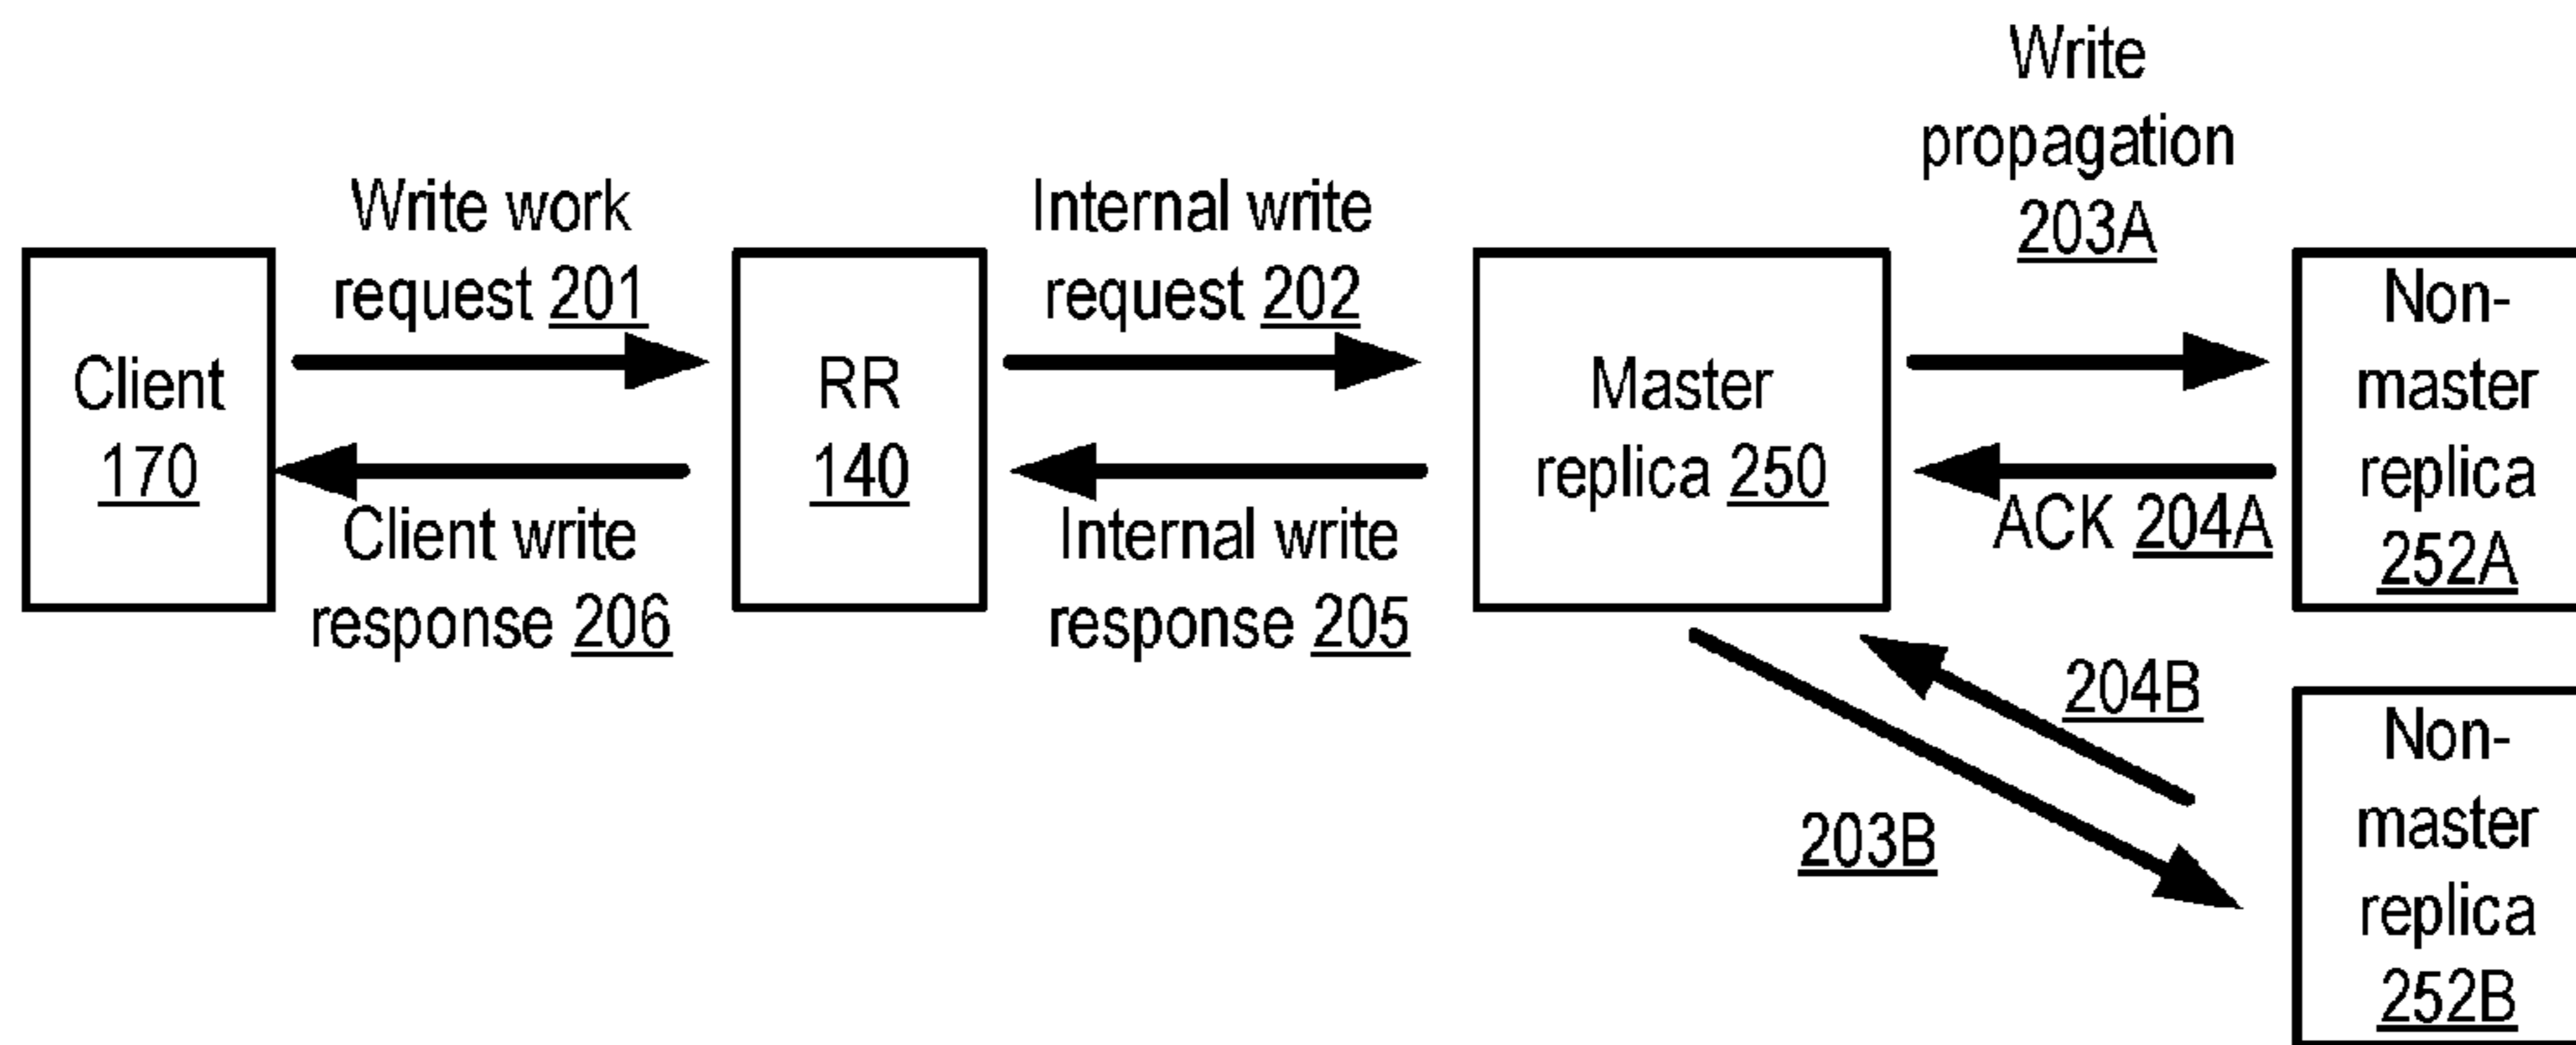 Client
170
Write work
request 201
Client write
response 206
RR
140
Internal write
request 202
Internal write
response 205
Master
replica 250
Write
propagation
203A
ACK 204A
Non-
master
replica
252A
203B
204B
Non-
master
replica
252B